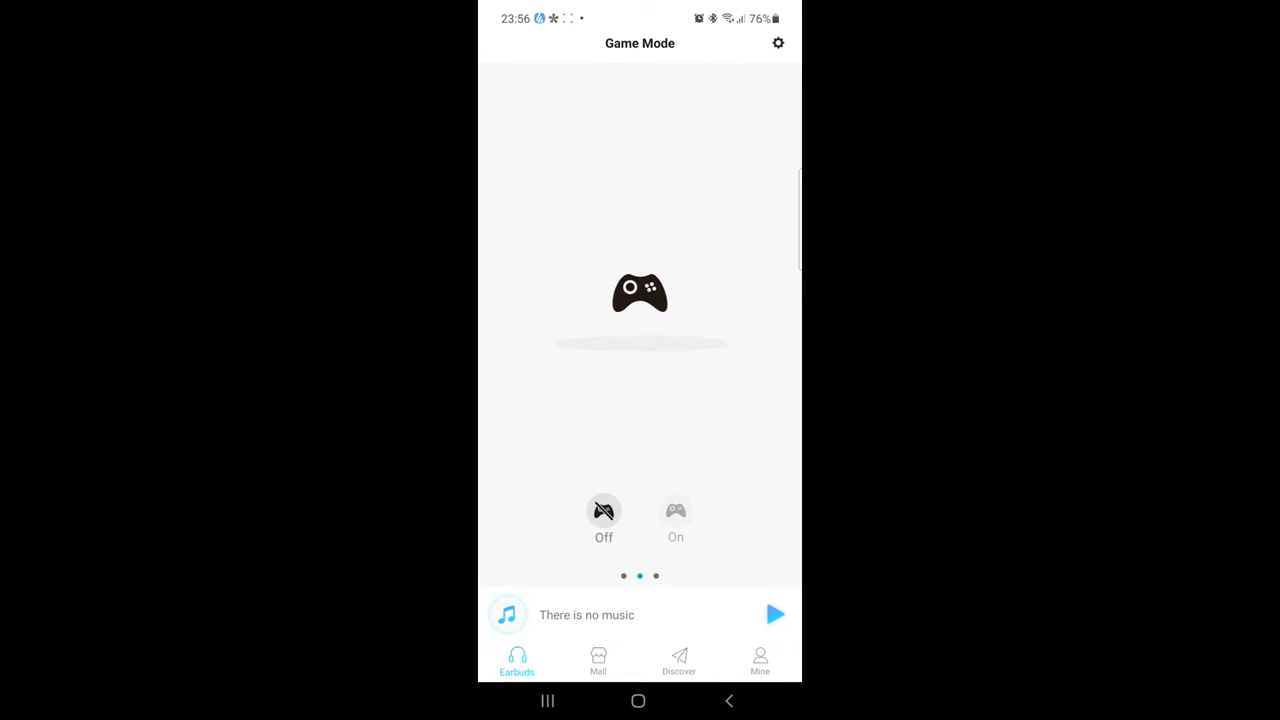 23:56 76%
Game Mode
Off On
There is no music
Earbuds Mall Discover Mine